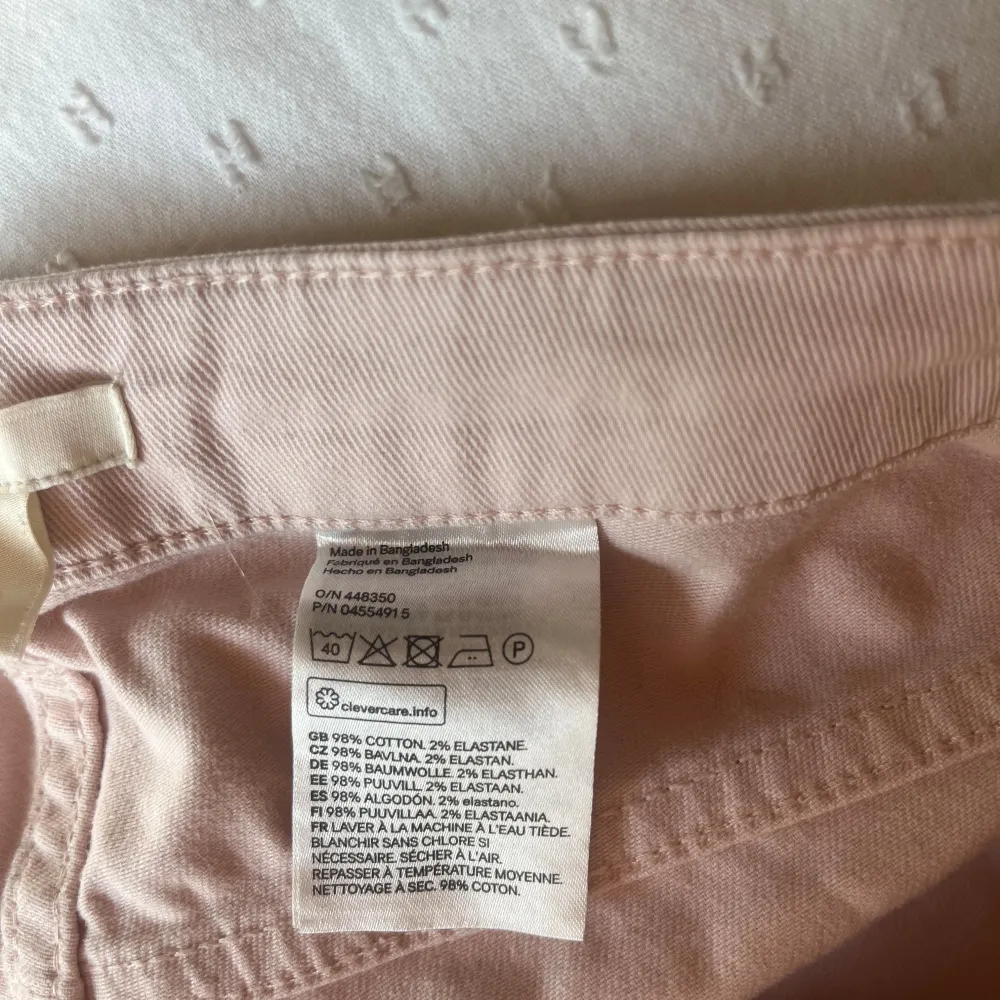 Made in Bangladesh
Fabriqué en Bangladesh
Hecho en Bangladesh
O/N 448350
P/N 04554915
40 P
clevercare.info
GB 98% COTTON. 2% ELASTANE.
CZ 98% BAVLNA. 2% ELASTAN.
DE 98% BAUMWOLLE. 2% ELASTHAN.
EE 98% PUUVILL. 2% ELASTAAN.
ES 98% ALGODÓN. 2% elastano.
FI 98% PUUVILLAA. 2% ELASTAANIA.
FR LAVER À LA MACHINE À L'EAU TIÈDE.
BLANCHIR SANS CHLORE SI
NÉCESSAIRE. SÉCHER À L'AIR.
REPASSER À TEMPÉRATURE MOYENNE.
NETTOYAGE À SEC. 98% COTON.